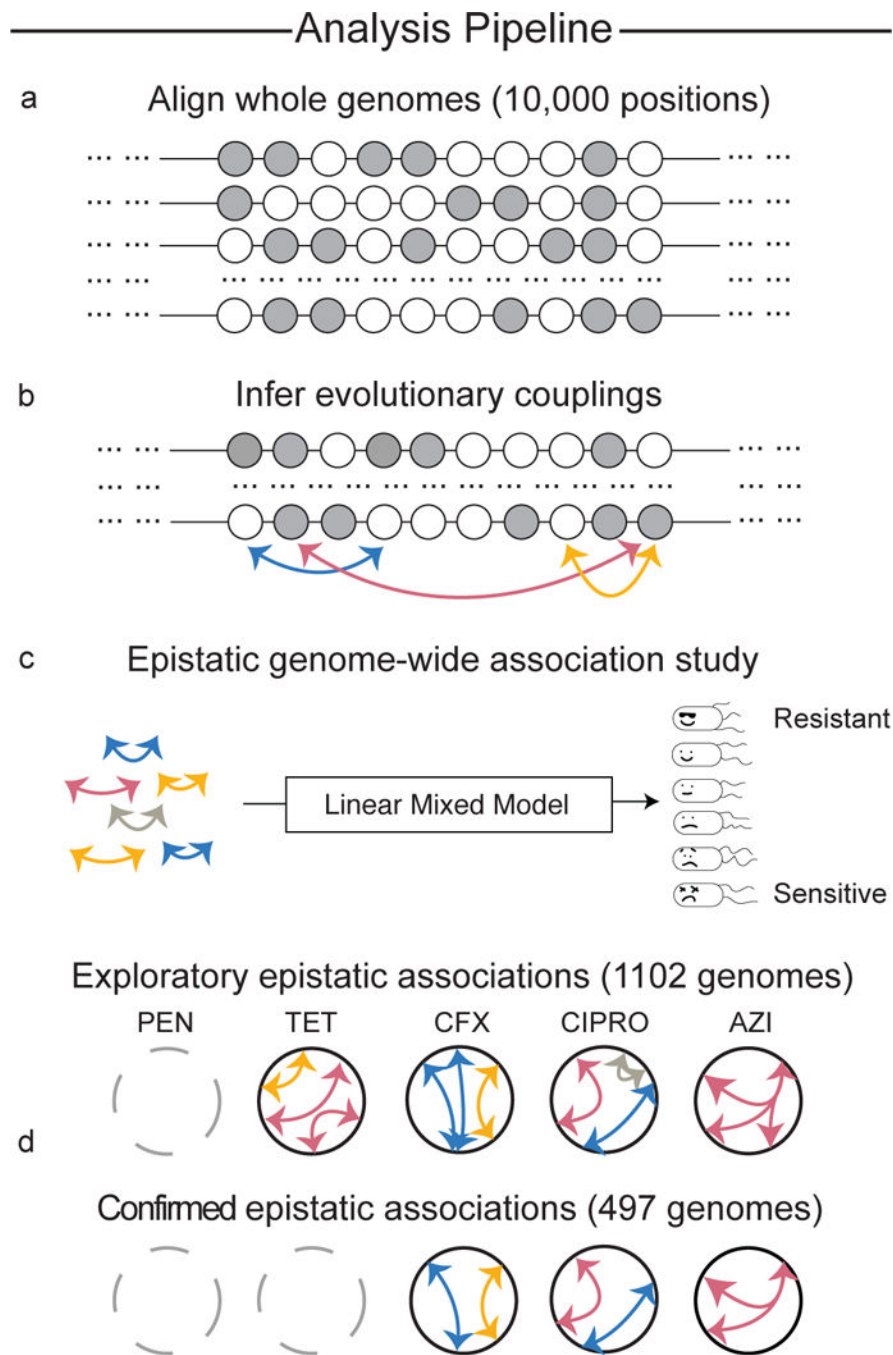 Analysis Pipeline
a
Align whole genomes (10,000 positions)
... ... ... ...
... ... ... ...
... ... ... ...
... ... ... ... ... ... ... ... ... ... ... ... ... ...
... ... ... ...
b
Infer evolutionary couplings
... ... ... ...
... ... ... ... ... ... ... ... ... ... ... ... ... ...
... ... ... ...
c
Epistatic genome-wide association study
Resistant
Linear Mixed Model
Sensitive
Exploratory epistatic associations (1102 genomes)
PEN TET CFX CIPRO AZI
d
Confirmed epistatic associations (497 genomes)